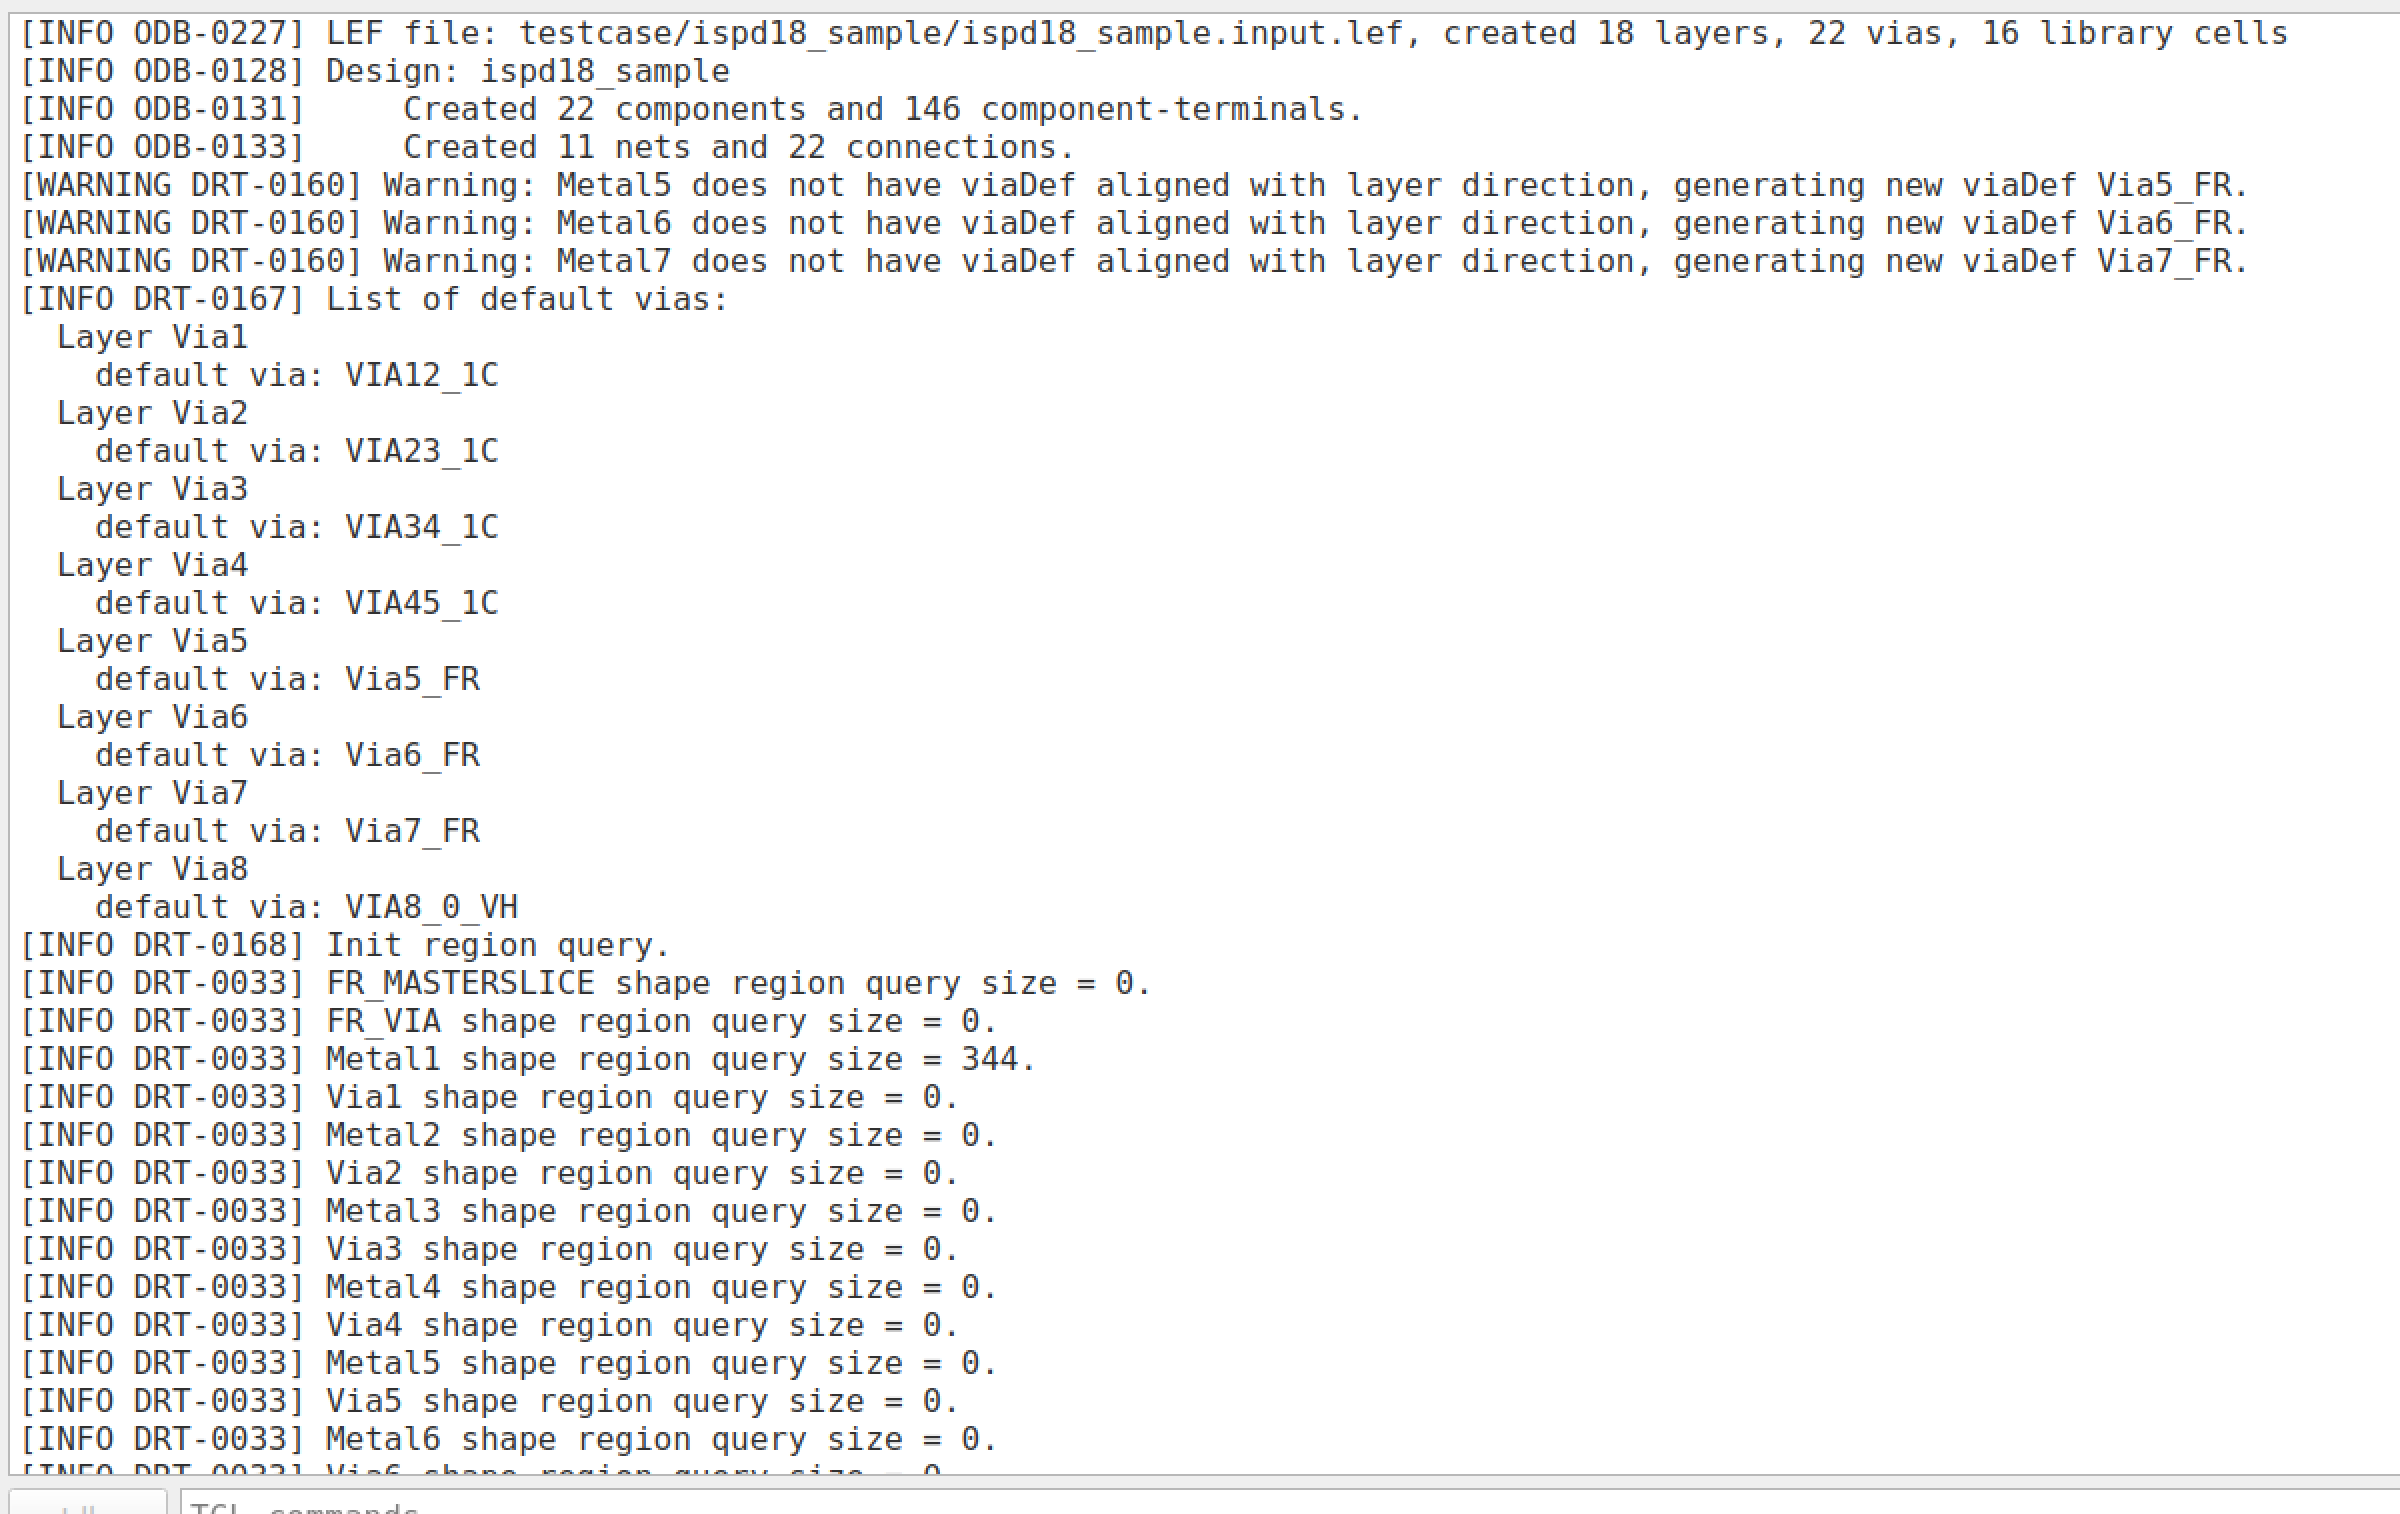 [INFO ODB-0227] LEF file: testcase/ispd18_sample/ispd18_sample.input.lef, created 18 layers, 22 vias, 16 library cells
[INFO ODB-0128] Design: ispd18_sample
[INFO ODB-0131]     Created 22 components and 146 component-terminals.
[INFO ODB-0133]     Created 11 nets and 22 connections.
[WARNING DRT-0160] Warning: Metal5 does not have viaDef aligned with layer direction, generating new viaDef Via5_FR.
[WARNING DRT-0160] Warning: Metal6 does not have viaDef aligned with layer direction, generating new viaDef Via6_FR.
[WARNING DRT-0160] Warning: Metal7 does not have viaDef aligned with layer direction, generating new viaDef Via7_FR.
[INFO DRT-0167] List of default vias:
  Layer Via1
    default via: VIA12_1C
  Layer Via2
    default via: VIA23_1C
  Layer Via3
    default via: VIA34_1C
  Layer Via4
    default via: VIA45_1C
  Layer Via5
    default via: Via5_FR
  Layer Via6
    default via: Via6_FR
  Layer Via7
    default via: Via7_FR
  Layer Via8
    default via: VIA8_0_VH
[INFO DRT-0168] Init region query.
[INFO DRT-0033] FR_MASTERSLICE shape region query size = 0.
[INFO DRT-0033] FR_VIA shape region query size = 0.
[INFO DRT-0033] Metal1 shape region query size = 344.
[INFO DRT-0033] Via1 shape region query size = 0.
[INFO DRT-0033] Metal2 shape region query size = 0.
[INFO DRT-0033] Via2 shape region query size = 0.
[INFO DRT-0033] Metal3 shape region query size = 0.
[INFO DRT-0033] Via3 shape region query size = 0.
[INFO DRT-0033] Metal4 shape region query size = 0.
[INFO DRT-0033] Via4 shape region query size = 0.
[INFO DRT-0033] Metal5 shape region query size = 0.
[INFO DRT-0033] Via5 shape region query size = 0.
[INFO DRT-0033] Metal6 shape region query size = 0.
[INFO DRT-0033] Via6 shape region query size = 0
TCL commands